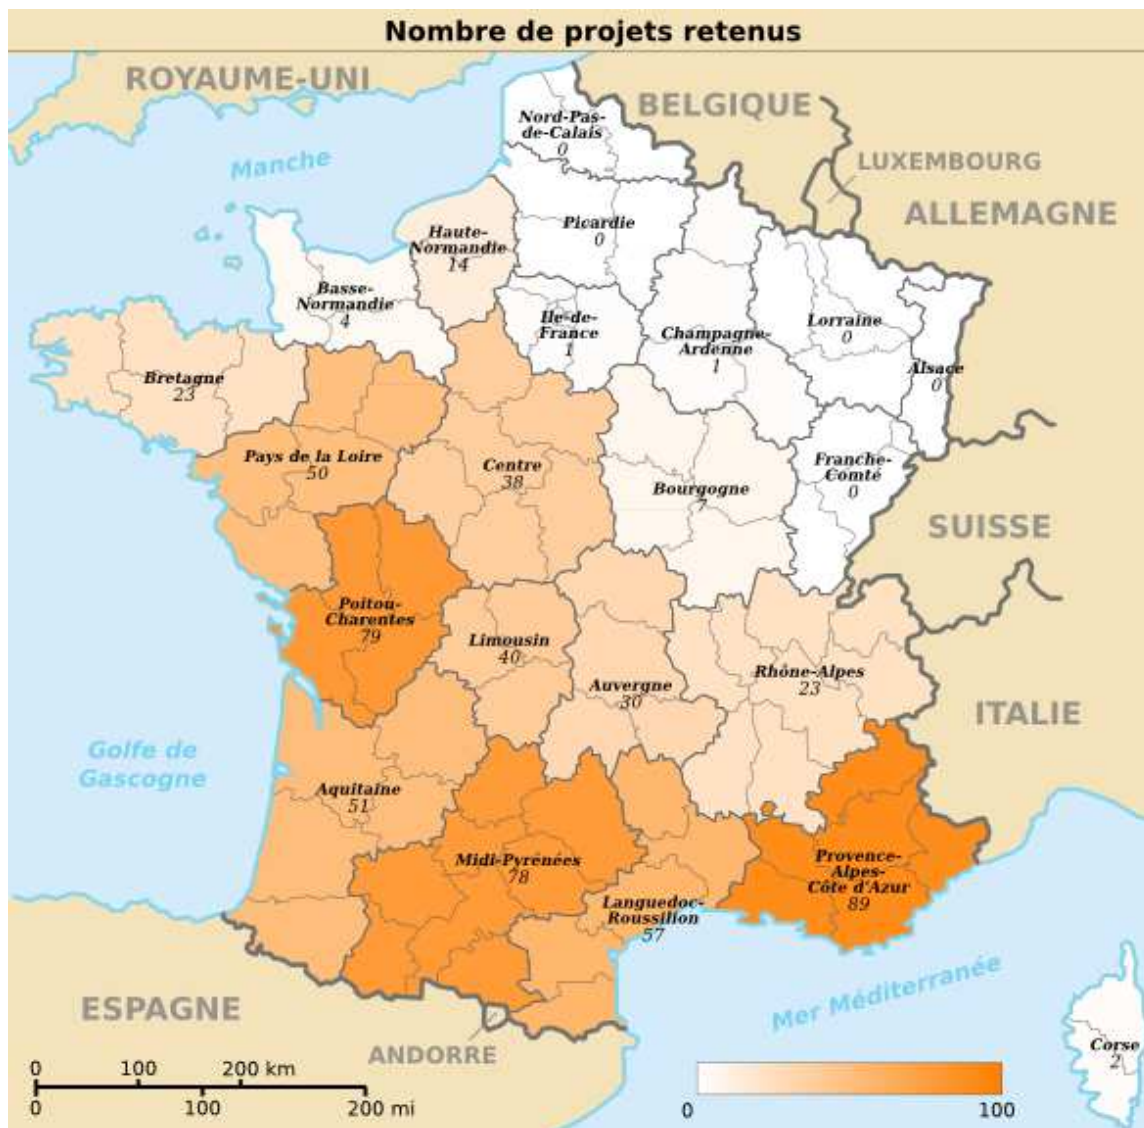 Nombre de projets retenus
ROYAUME-UNI
BELGIQUE
Nord-Pas-
de-Calais
0
Manche
LUXEMBOURG
ALLEMAGNE
Picardie
0
Haute-
Normandie
14
Basse-
Normandie
4
Ile-de-
France
1
Champagne-
Ardenne
1
Lorraine
0
Alsace
0
Bretagne
23
Pays de la Loire
50
Centre
38
Franche-
Comté
0
Bourgogne
7
SUISSE
Poitou-
Charentes
79
Limousin
40
Auvergne
30
Rhône-Alpes
23
ITALIE
Golfe de
Gascogne
Aquitaine
51
Midi-Pyrénées
78
Provence-
Alpes-
Côte d'Azur
89
Languedoc-
Roussillon
57
Mer Méditerranée
ESPAGNE
ANDORRE
Corse
2
0 100 200 km
0 100 200 mi
0 100